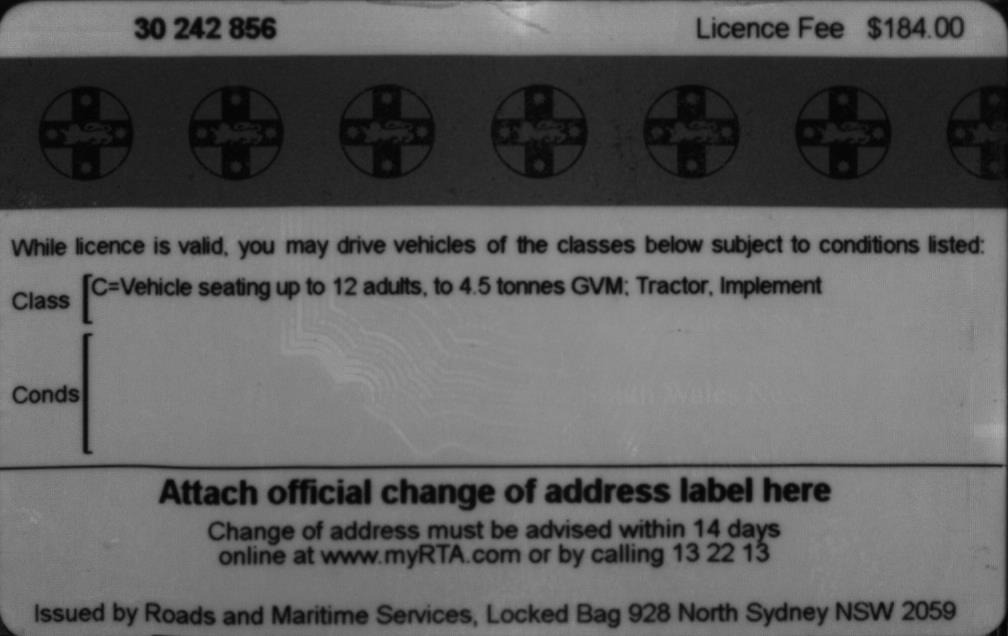 30 242 856 Licence Fee $184.00
While licence is valid, you may drive vehicles of the classes below subject to conditions listed:
Class [C=Vehicle seating up to 12 adults, to 4.5 tonnes GVM; Tractor, Implement
Conds
Attach official change of address label here
Change of address must be advised within 14 days
online at www.myRTA.com or by calling 13 22 13
Issued by Roads and Maritime Services, Locked Bag 928 North Sydney NSW 2059